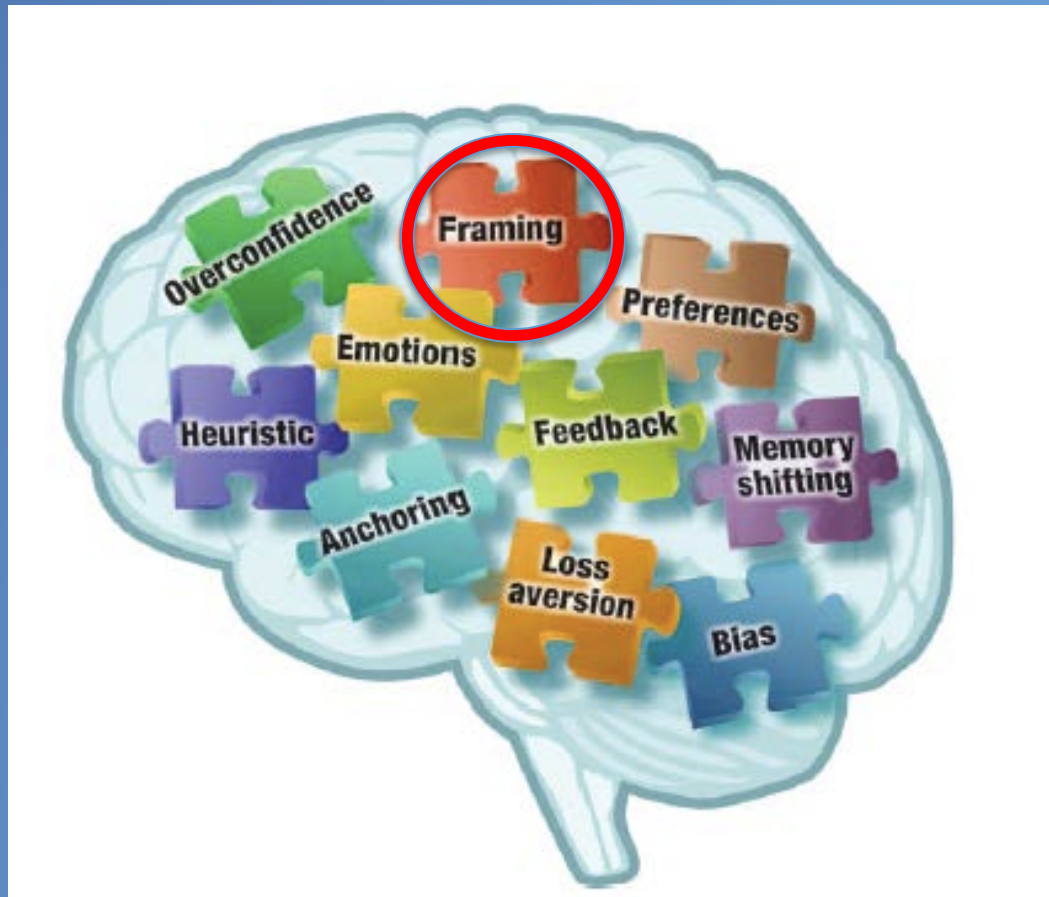 Overconfidence
Framing
Preferences
Emotions
Heuristic
Feedback
Memory
shifting
Anchoring
Loss
aversion
Bias